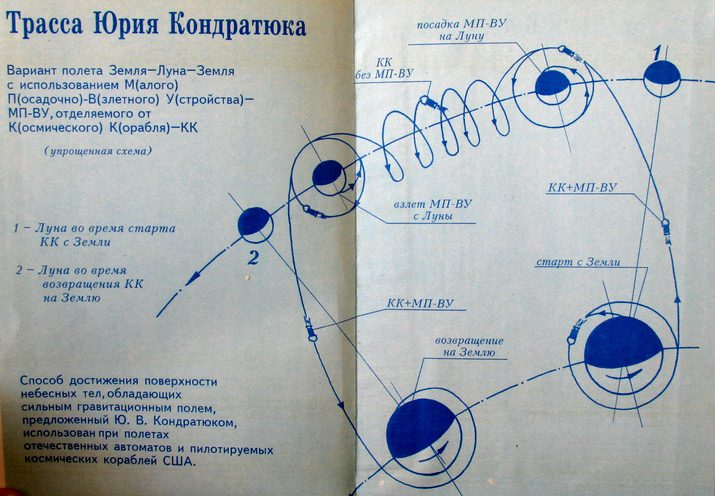 Трасса Юрия Кондратюка
Вариант полета Земля—Луна—Земля
с использованием М(алого)
П(осадочно)-В(злетного) У(стройства)—
МП-ВУ, отделяемого от
К(осмического) К(орабля)—КК
(упрощенная схема)
1 – Луна во время старта
КК с Земли
2 – Луна во время
возвращения КК
на Землю
Способ достижения поверхности
небесных тел, обладающих
сильным гравитационным полем,
предложенный Ю. В. Кондратюком,
использован при полетах
отечественных автоматов и пилотируемых
космических кораблей США.
посадка МП-ВУ
на Луну
1
КК
без МП-ВУ
КК+МП-ВУ
взлет МП-ВУ
с Луны
2
старт с Земли
КК+МП-ВУ
возвращение
на Землю